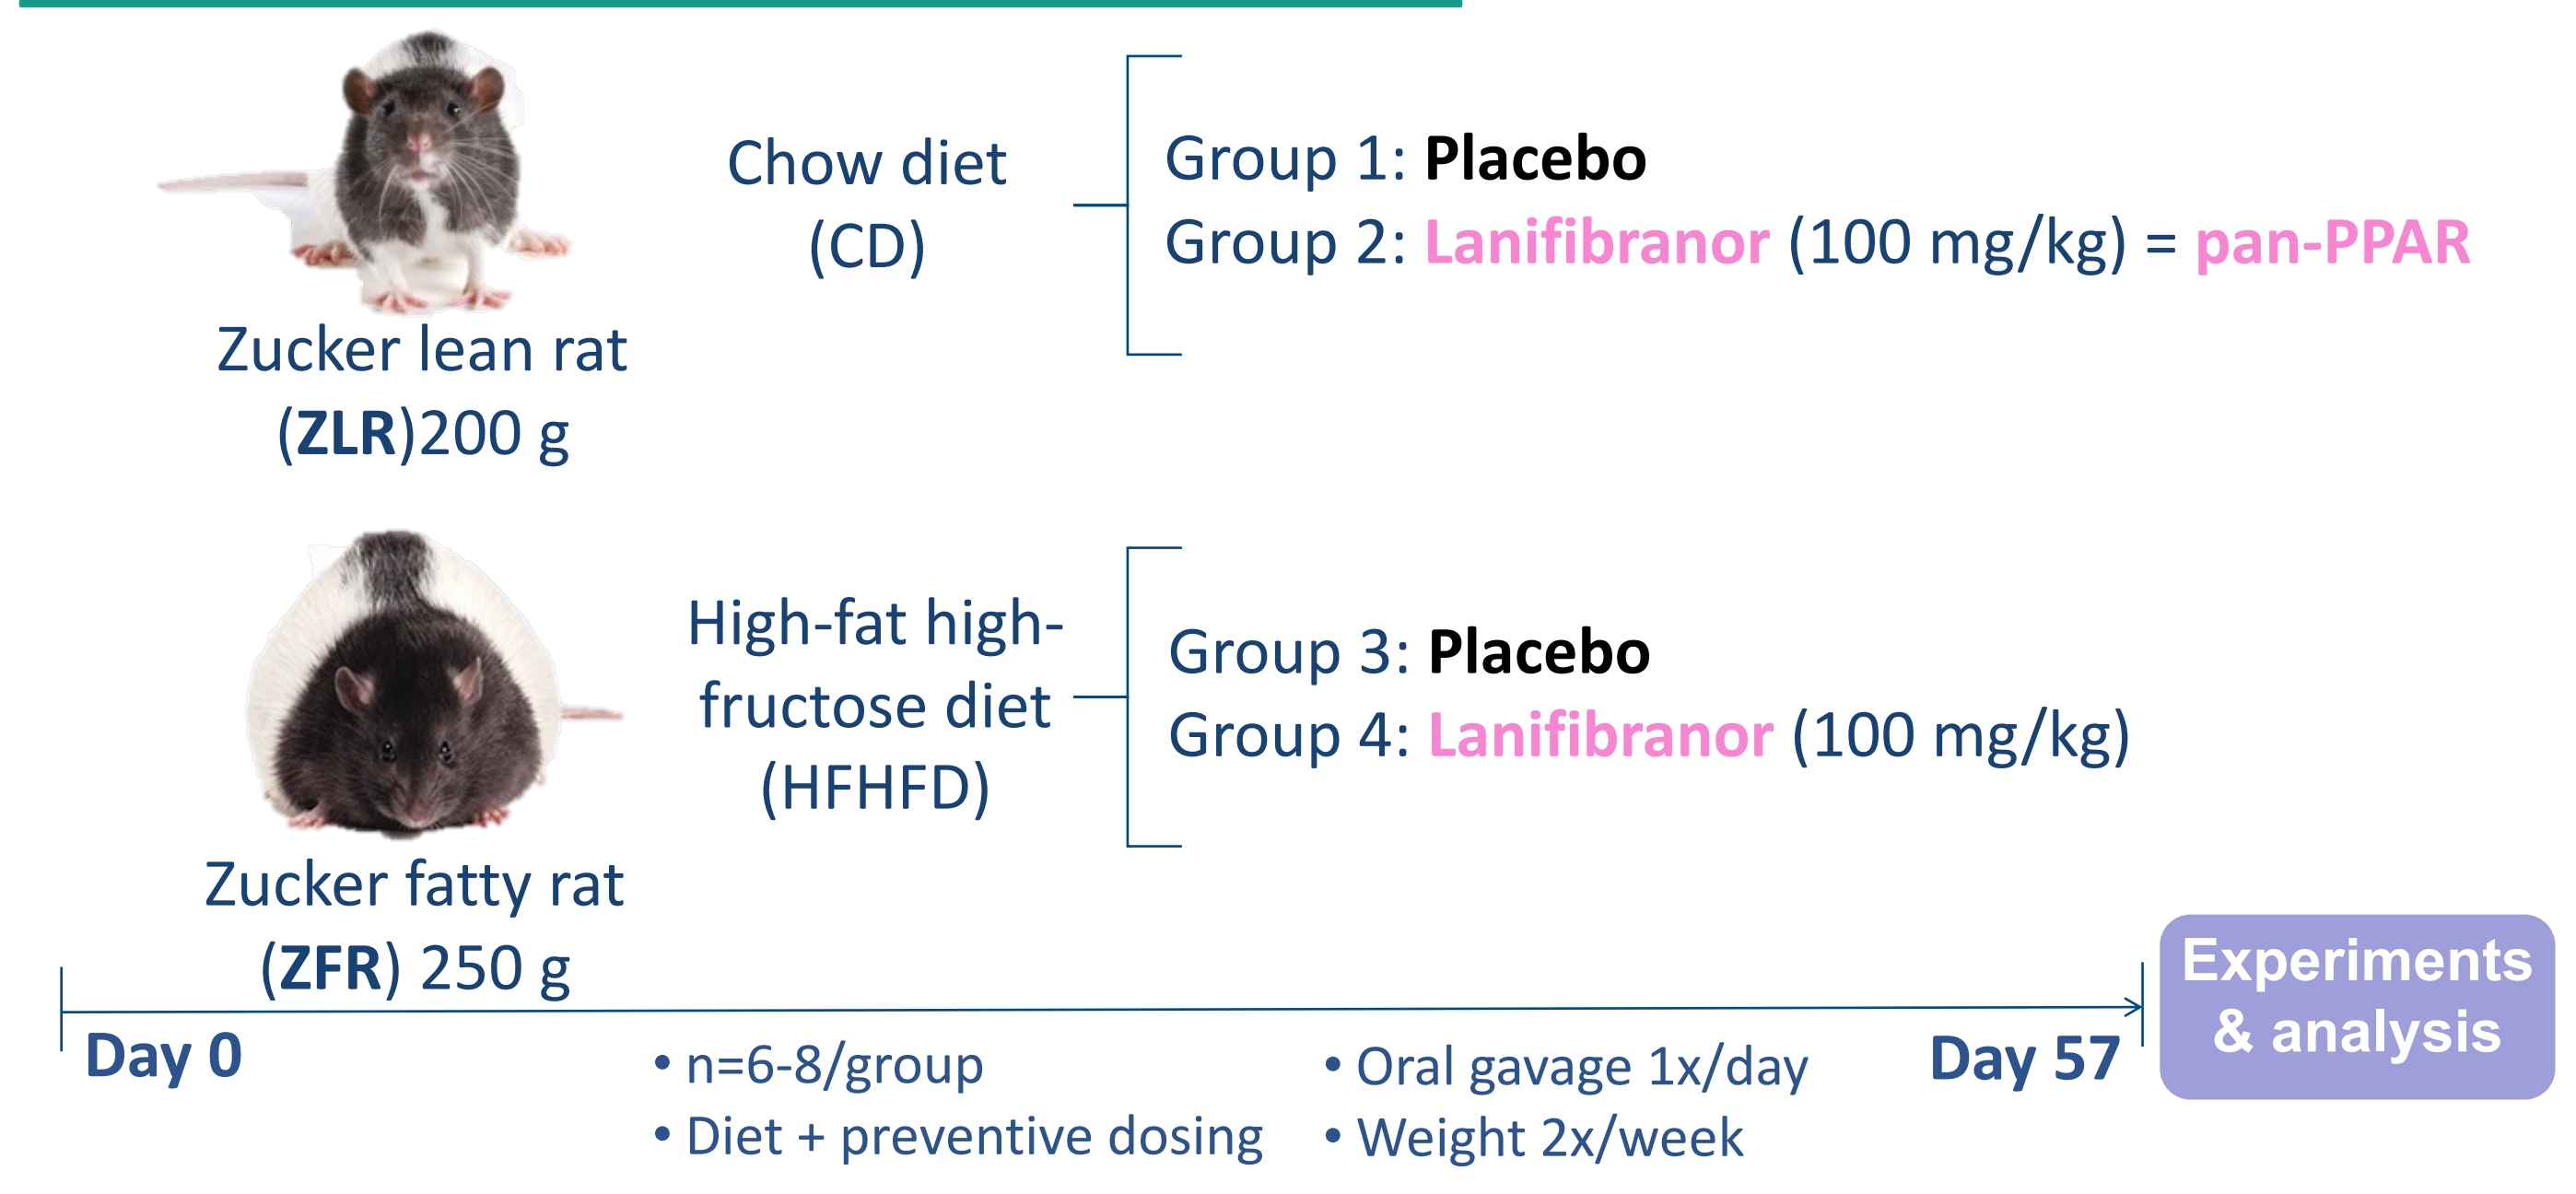 Chow diet
(CD)
Group 1: Placebo
Group 2: Lanifibranor (100 mg/kg) = pan-PPAR
Zucker lean rat
(ZLR)200 g
High-fat high-
fructose diet
(HFHFD)
Group 3: Placebo
Group 4: Lanifibranor (100 mg/kg)
Zucker fatty rat
(ZFR) 250 g
Day 0
• n=6-8/group
• Diet + preventive dosing
• Oral gavage 1x/day
• Weight 2x/week
Day 57
Experiments
& analysis